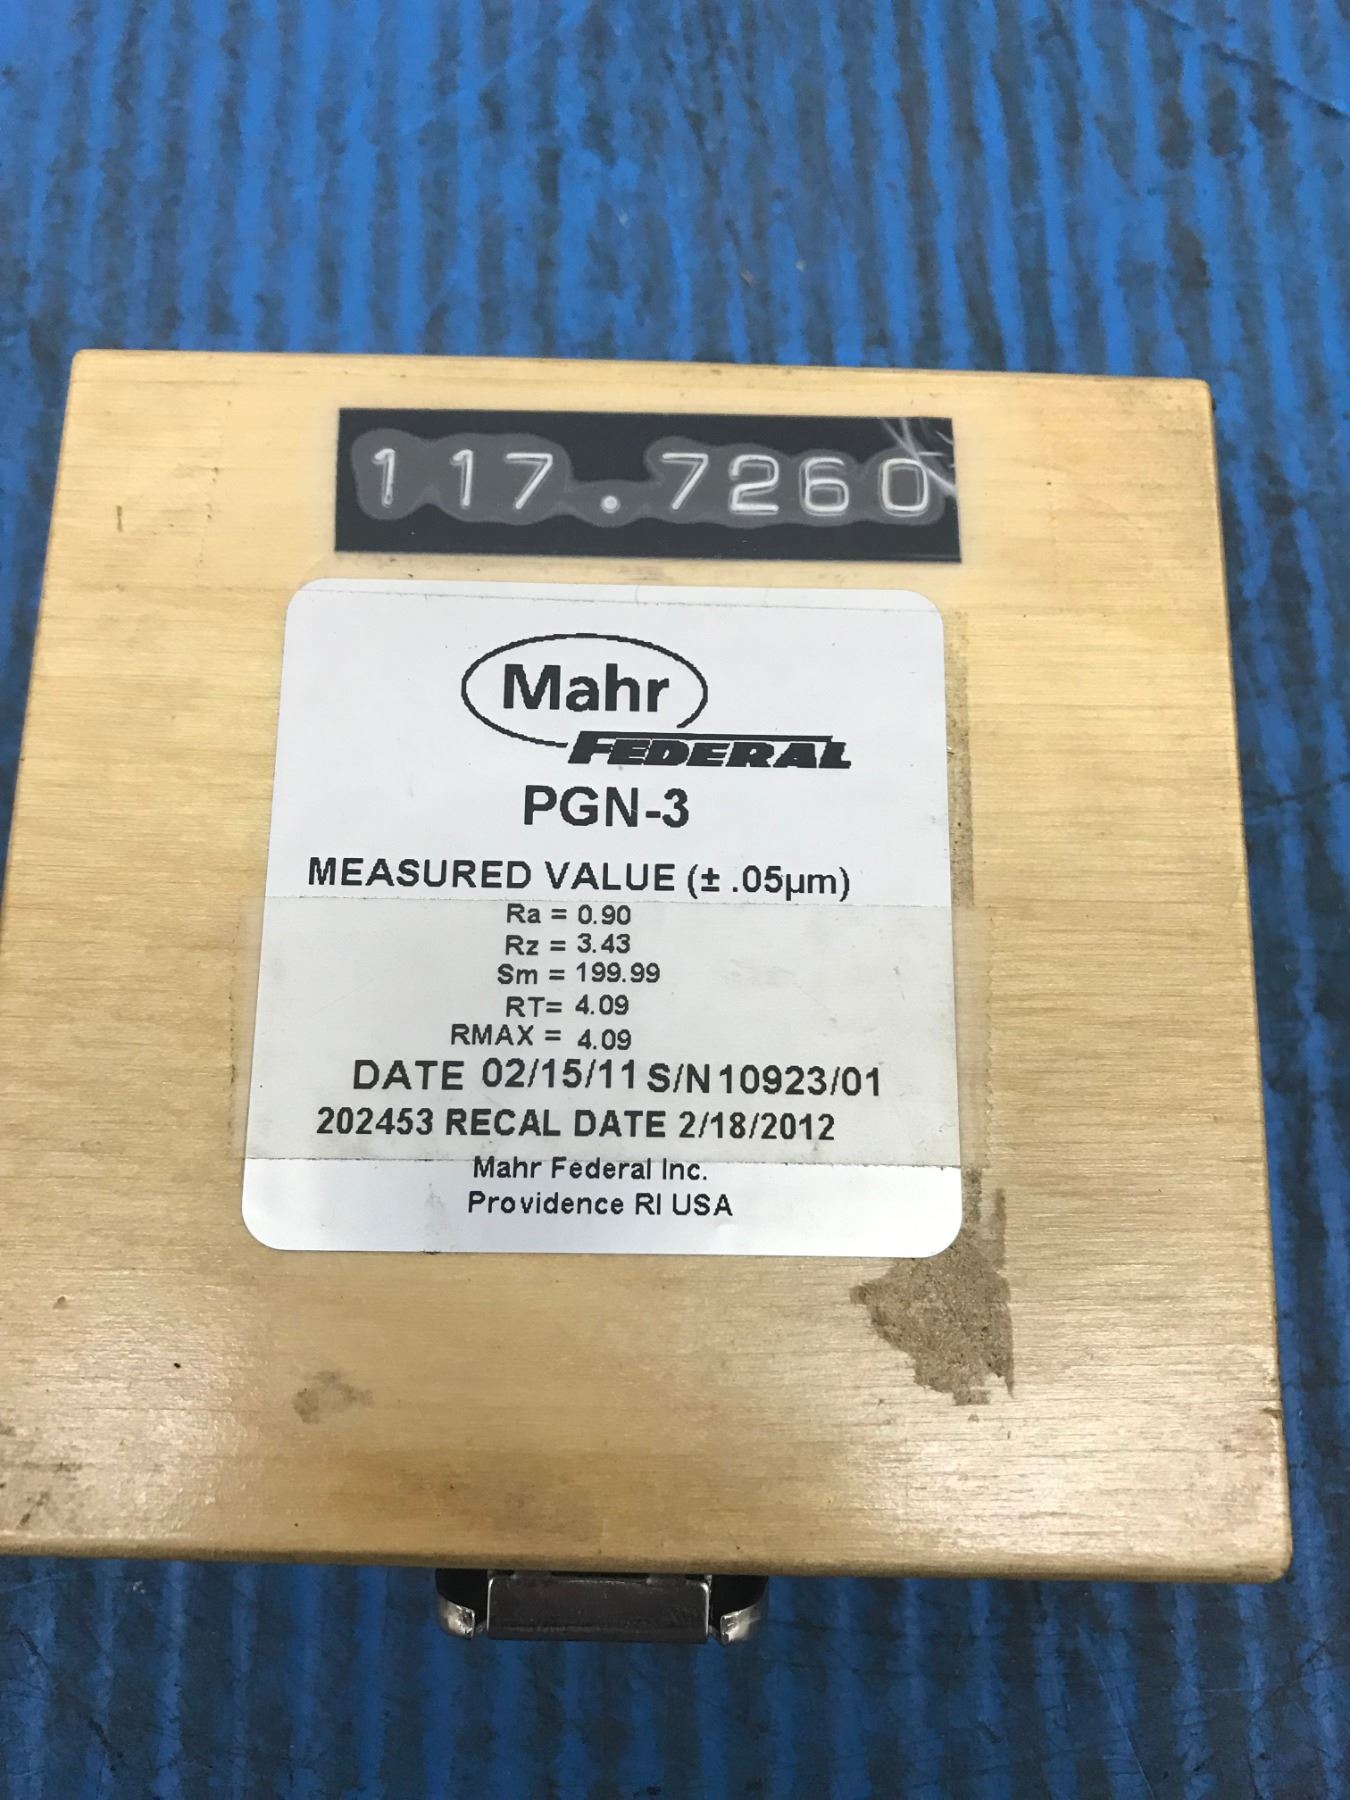 117.7260
Mahr
FEDERAL
PGN-3
MEASURED VALUE (± .05µm)
Ra = 0.90
Rz = 3.43
Sm = 199.99
RT= 4.09
RMAX = 4.09
DATE 02/15/11 S/N 10923/01
202453 RECAL DATE 2/18/2012
Mahr Federal Inc.
Providence RI USA